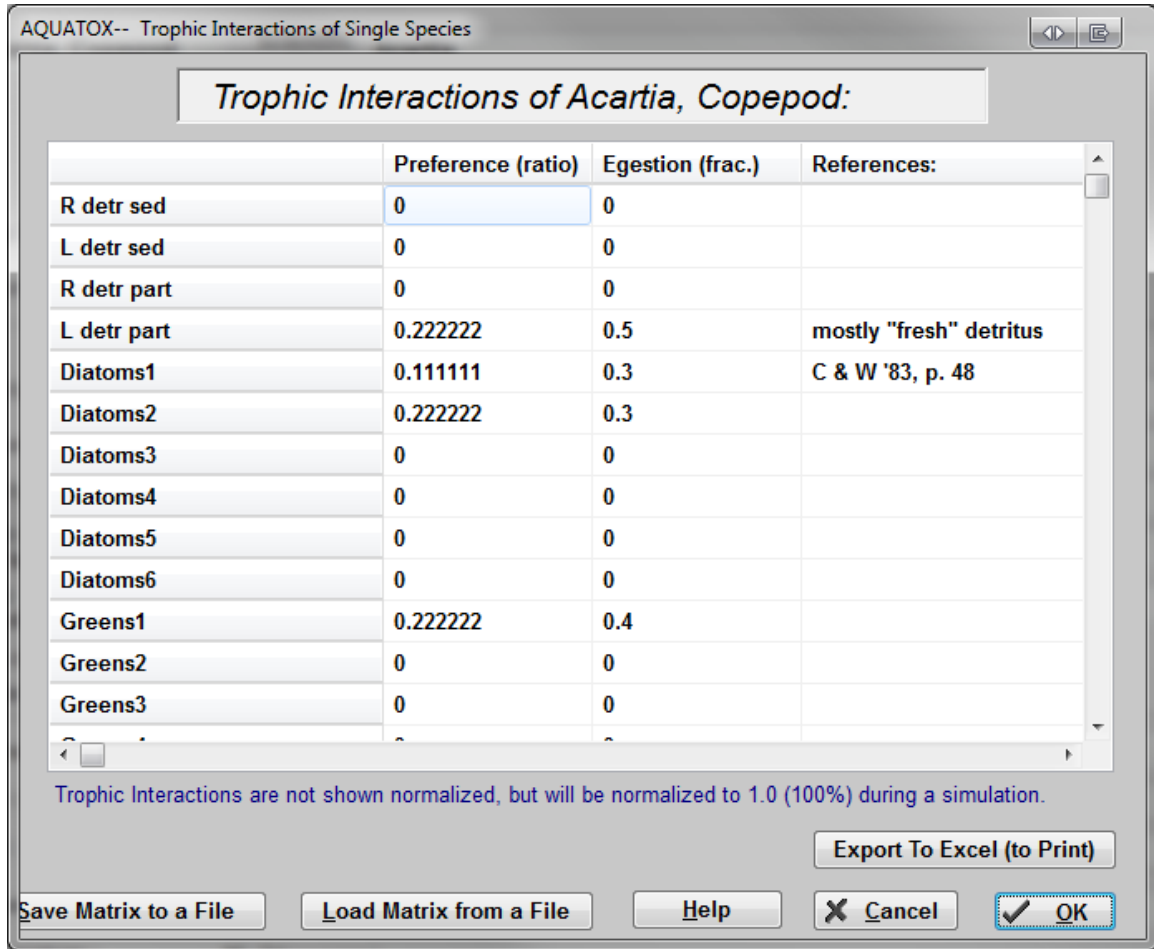 AQUATOX-- Trophic Interactions of Single Species
Trophic Interactions of Acartia, Copepod:
Preference (ratio) Egestion (frac.) References:
R detr sed 0 0
L detr sed 0 0
R detr part 0 0
L detr part 0.222222 0.5 mostly "fresh" detritus
Diatoms1 0.111111 0.3 C & W '83, p. 48
Diatoms2 0.222222 0.3
Diatoms3 0 0
Diatoms4 0 0
Diatoms5 0 0
Diatoms6 0 0
Greens1 0.222222 0.4
Greens2 0 0
Greens3 0 0
Trophic Interactions are not shown normalized, but will be normalized to 1.0 (100%) during a simulation.
Export To Excel (to Print)
Save Matrix to a File Load Matrix from a File Help Cancel OK